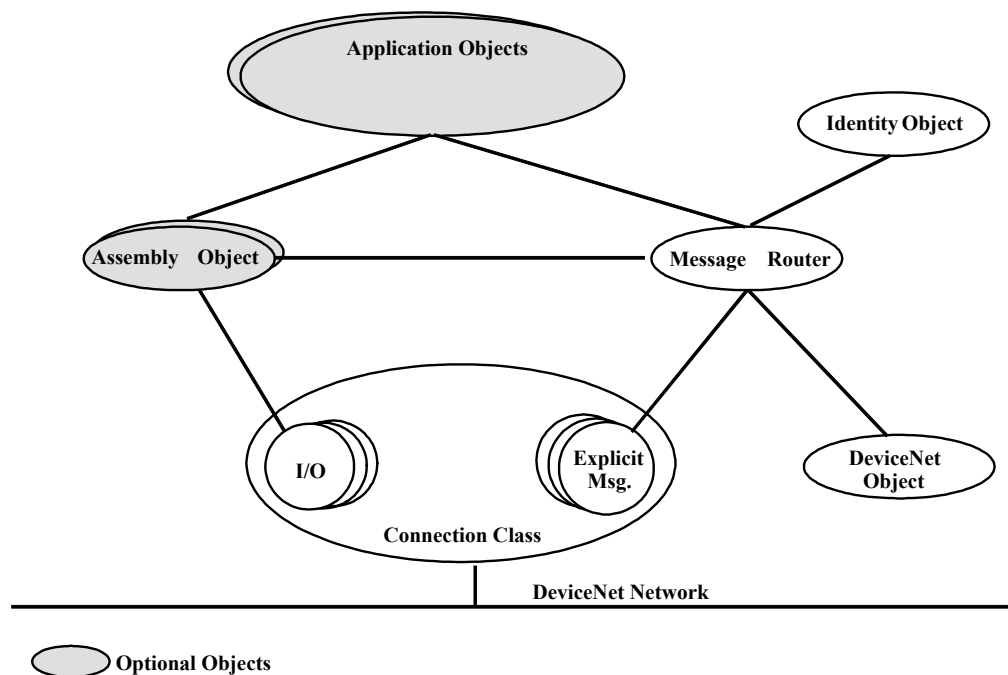 Application Objects
Identity Object
Assembly Object
Message Router
I/O
Explicit
Msg.
DeviceNet
Object
Connection Class
DeviceNet Network
Optional Objects